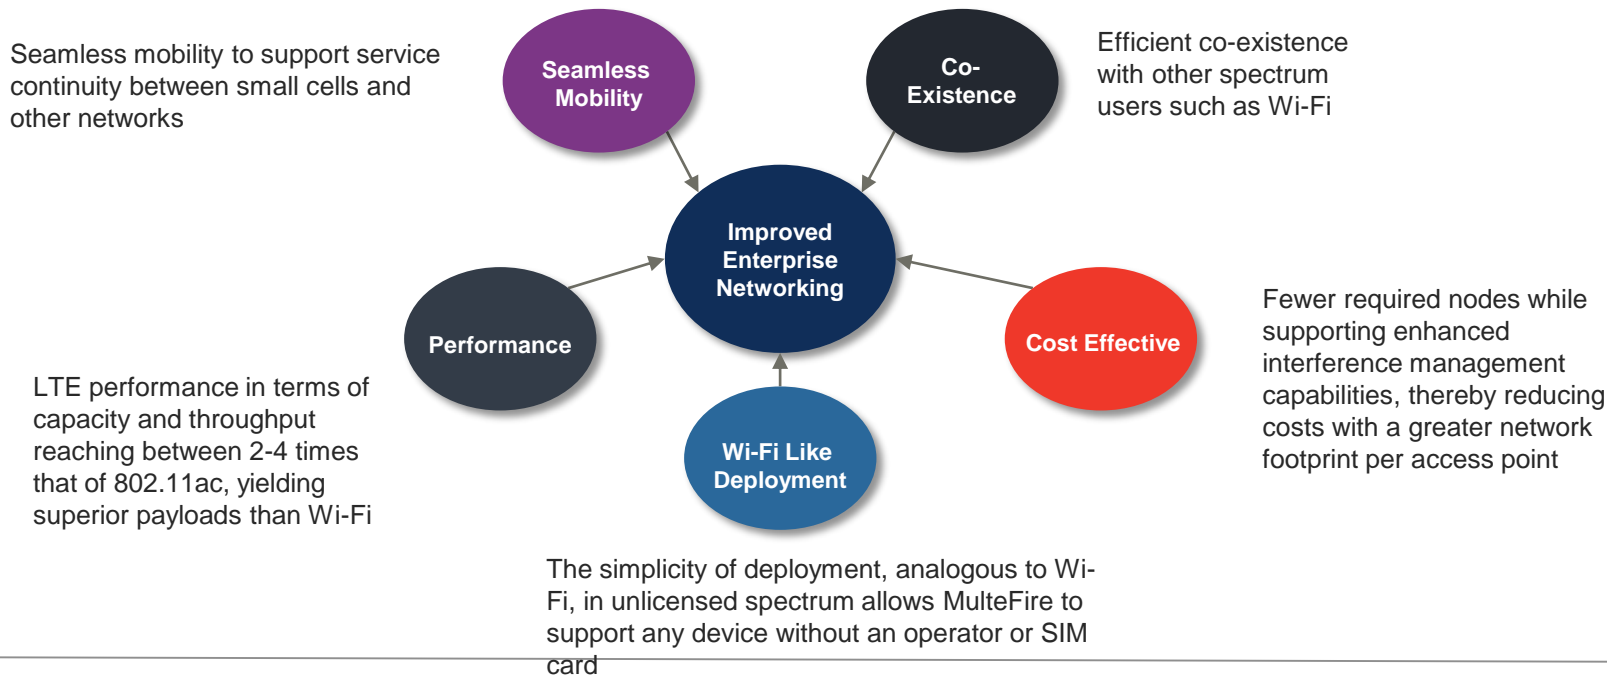 Seamless mobility to support service
continuity between small cells and
other networks
Seamless
Mobility
Co-
Existence
Efficient co-existence
with other spectrum
users such as Wi-Fi
Improved
Enterprise
Networking
Performance
LTE performance in terms of
capacity and throughput
reaching between 2-4 times
that of 802.11ac, yielding
superior payloads than Wi-Fi
Cost Effective
Fewer required nodes while
supporting enhanced
interference management
capabilities, thereby reducing
costs with a greater network
footprint per access point
Wi-Fi Like
Deployment
The simplicity of deployment, analogous to Wi-
Fi, in unlicensed spectrum allows MulteFire to
support any device without an operator or SIM
card